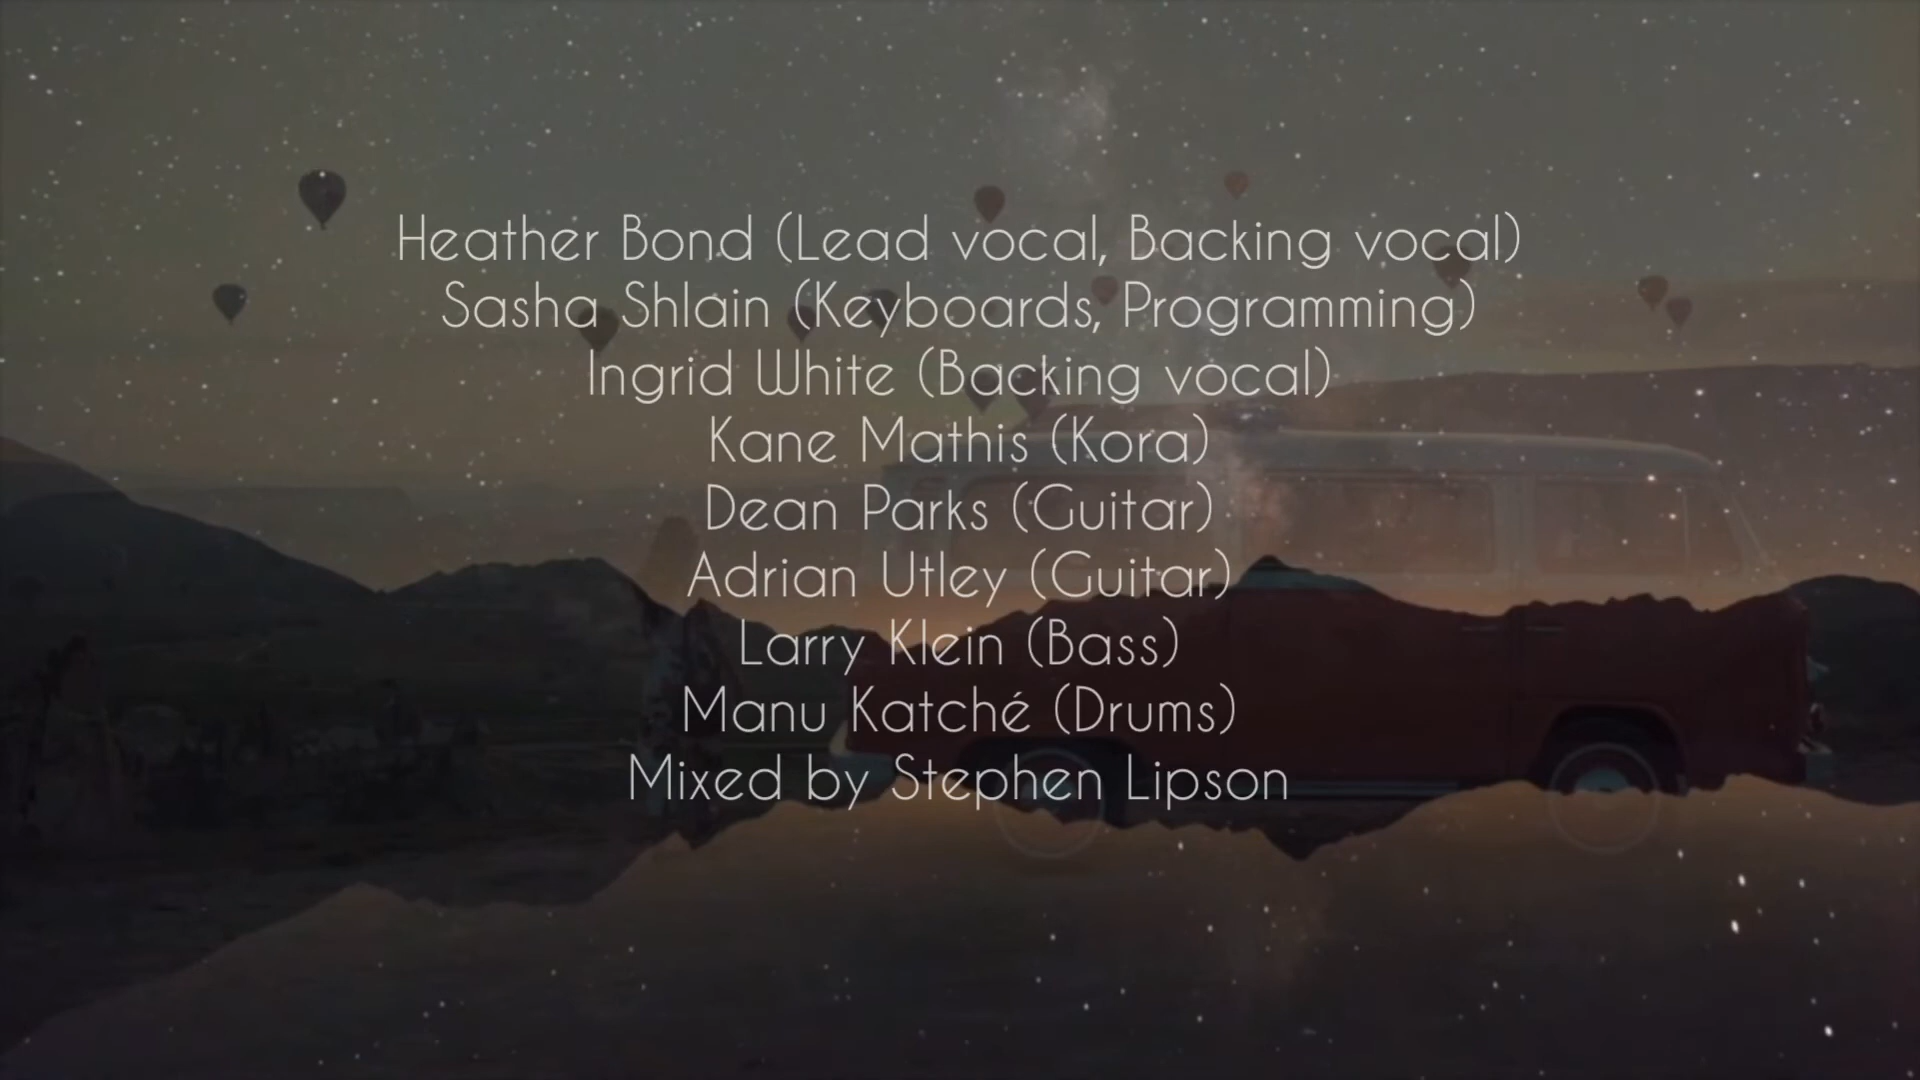 Heather Bond (Lead vocal, Backing vocal)
Sasha Shlain (Keyboards, Programming)
Ingrid White (Backing vocal)
Kane Mathis (Kora)
Dean Parks (Guitar)
Adrian Utley (Guitar)
Larry Klein (Bass)
Manu Katché (Drums)
Mixed by Stephen Lipson